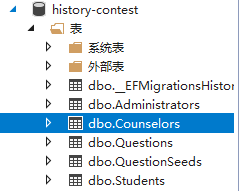 history-contest
表
系统表
外部表
dbo.__EFMigrationsHistor
dbo.Administrators
dbo.Counselors
dbo.Questions
dbo.QuestionSeeds
dbo.Students